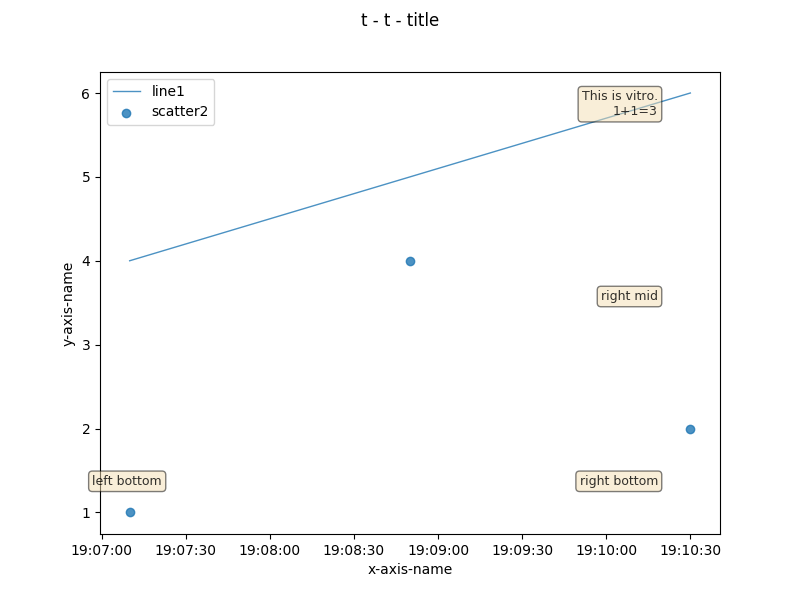 t - t - title
line1
scatter2
This is vitro.
1+1=3
right mid
left bottom
right bottom
6
5
4
3
2
1
y-axis-name
19:07:00 19:07:30 19:08:00 19:08:30 19:09:00 19:09:30 19:10:00 19:10:30
x-axis-name